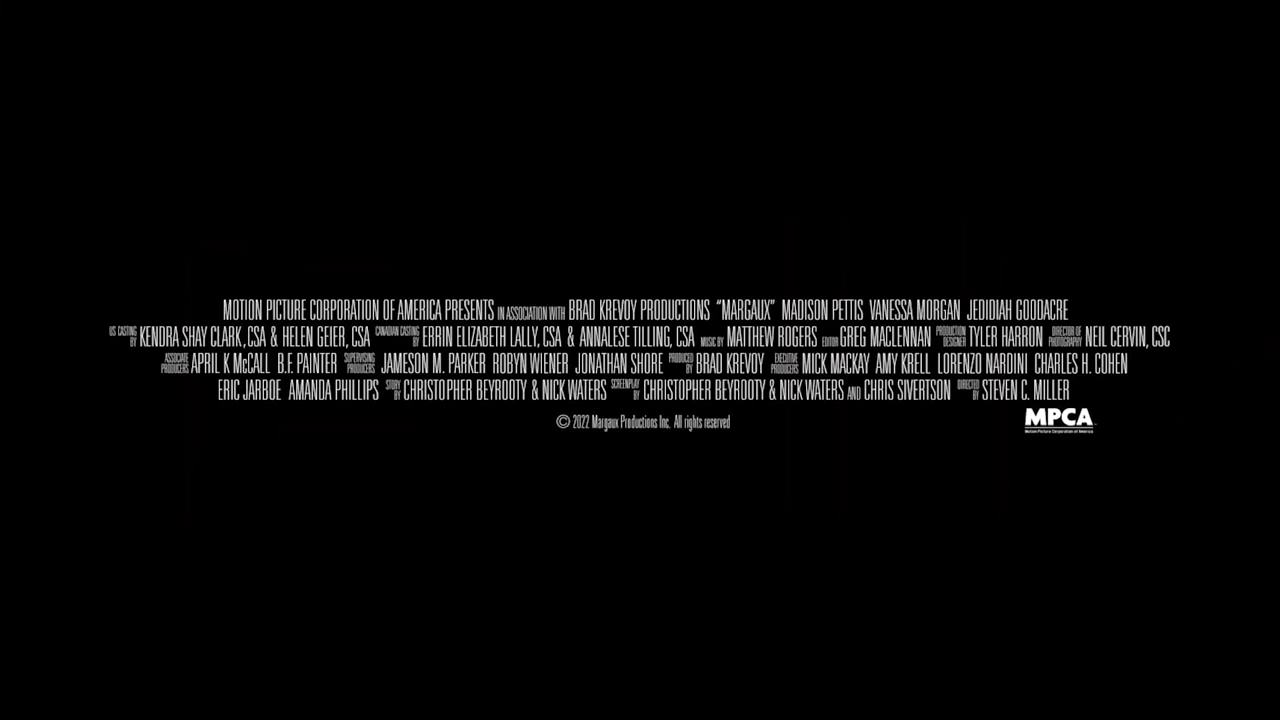 MOTION PICTURE CORPORATION OF AMERICA PRESENTS IN ASSOCIATION WITH BRAD KREVOY PRODUCTIONS "MARGAUX" MADISON PETTIS VANESSA MORGAN JEDIDIAH GOODACRE
US CASTING BY KENDRA SHAY CLARK, CSA & HELEN GEIER, CSA CANADIAN CASTING BY ERRIN ELIZABETH LALLY, CSA & ANNALESE TILLING, CSA MUSIC BY MATTHEW ROGERS EDITOR GREG MACLENNAN PRODUCTION DESIGNER TYLER HARRON DIRECTOR OF PHOTOGRAPHY NEIL CERVIN, CSC
ASSOCIATE PRODUCERS APRIL K McCALL B.F. PAINTER SUPERVISING PRODUCERS JAMESON M. PARKER ROBYN WIENER JONATHAN SHORE PRODUCED BY BRAD KREVOY EXECUTIVE PRODUCERS MICK MACKAY AMY KRELL LORENZO NARDINI CHARLES H. COHEN
ERIC JARBOE AMANDA PHILLIPS STORY BY CHRISTOPHER BEYROOTY & NICK WATERS SCREENPLAY BY CHRISTOPHER BEYROOTY & NICK WATERS AND CHRIS SIVERTSON DIRECTED BY STEVEN C. MILLER
© 2022 Margaux Productions Inc. All rights reserved
MPCA
Motion Picture Corporation of America